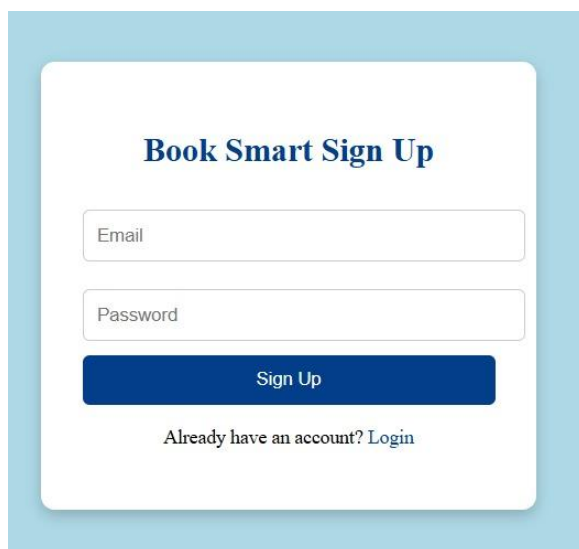 Book Smart Sign Up
Email
Password
Sign Up
Already have an account? Login